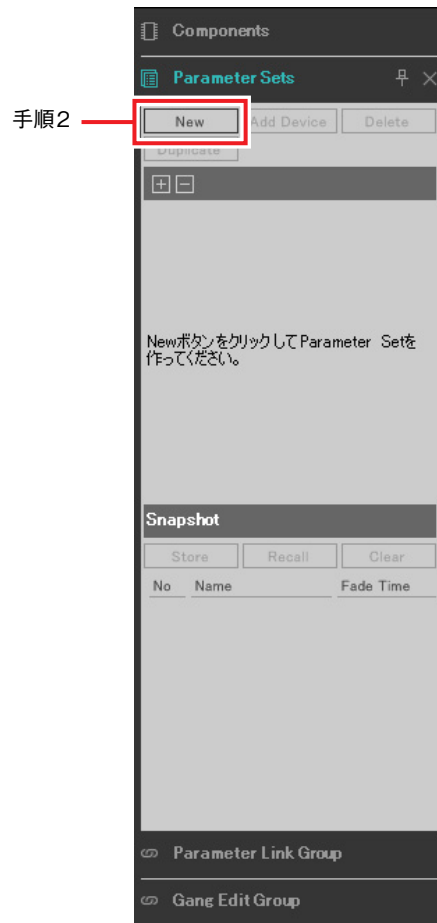 Components
Parameter Sets
手順2
New Add Device Delete
Duplicate
Newボタンをクリックして Parameter Setを
作ってください。
Snapshot
Store Recall Clear
No Name Fade Time
Parameter Link Group
Gang Edit Group